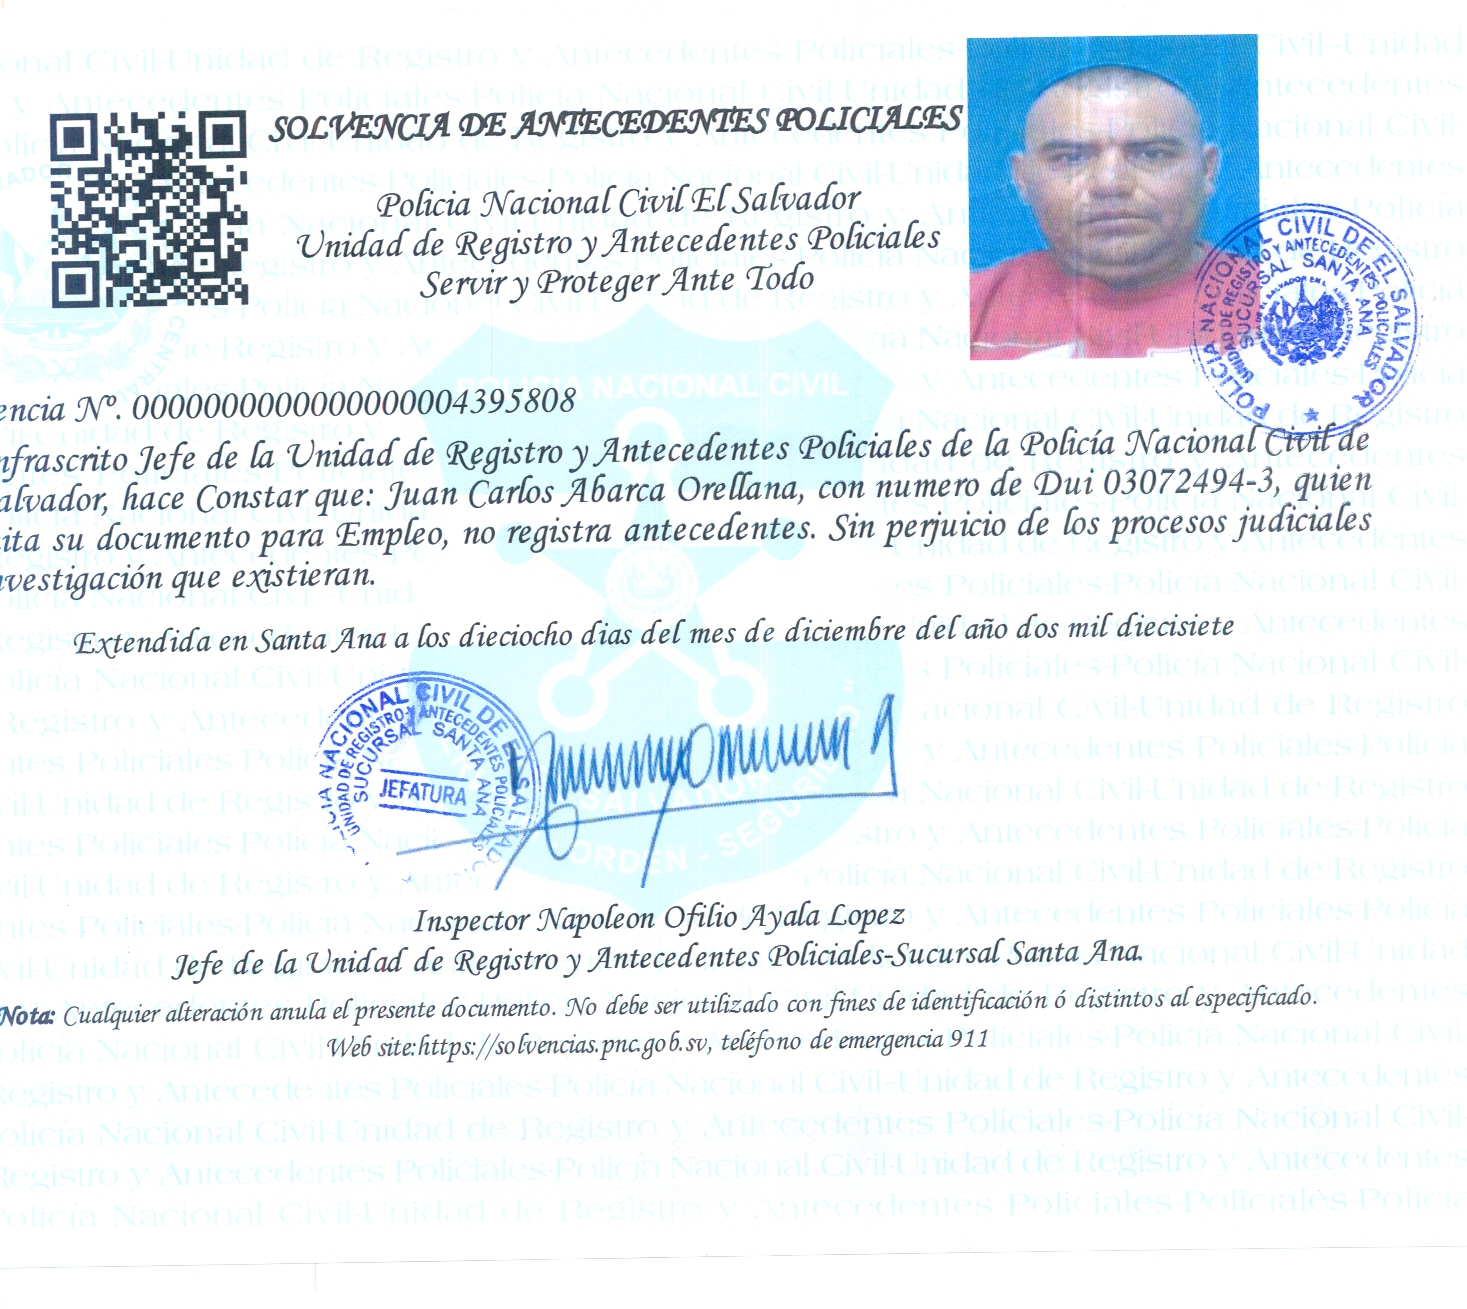 SOLVENCIA DE ANTECEDENTES POLICIALES
Policia Nacional Civil El Salvador
Unidad de Registro y Antecedentes Policiales
Servir y Proteger Ante Todo
POLICIA NACIONAL CIVIL DE EL SALVADOR
UNIDAD DE REGISTRO Y ANTECEDENTES POLICIALES
SUCURSAL SANTA ANA
POLICIA NACIONAL CIVIL
encia Nº. 0000000000000000004395808
nfrascrito Jefe de la Unidad de Registro y Antecedentes Policiales de la Policía Nacional Civil de
alvador, hace Constar que: Juan Carlos Abarca Orellana, con numero de Dui 03072494-3, quien
ita su documento para Empleo, no registra antecedentes. Sin perjuicio de los procesos judiciales
nvestigación que existieran.
Extendida en Santa Ana a los dieciocho dias del mes de diciembre del año dos mil diecisiete
NACIONAL CIVIL DE EL SALVADO
UNIDAD DE REGISTRO Y ANTECEDENTES POLICIALES
SUCURSAL SANTA ANA
JEFATURA
SALVADOR
ORDEN - SEGURID
Inspector Napoleon Ofilio Ayala Lopez
Jefe de la Unidad de Registro y Antecedentes Policiales-Sucursal Santa Ana.
Nota: Cualquier alteración anula el presente documento. No debe ser utilizado con fines de identificación ó distintos al especificado.
Web site:https://solvencias.pnc.gob.sv, teléfono de emergencia 911